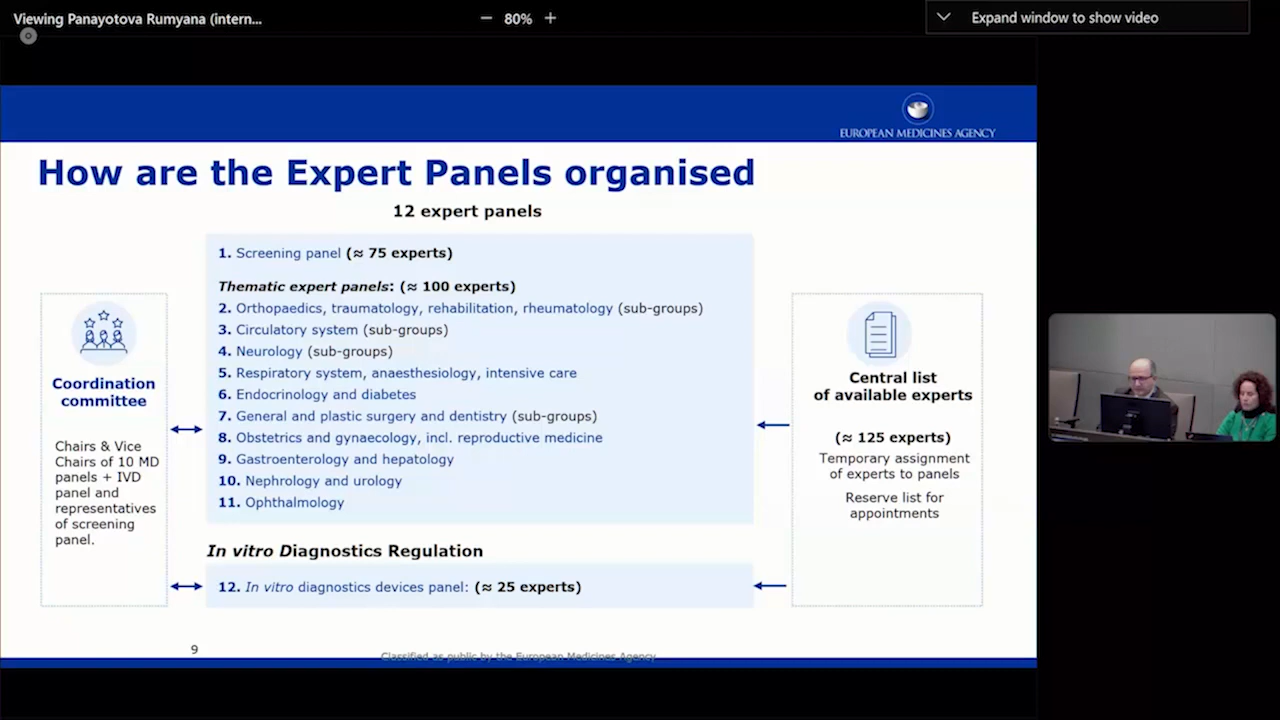 Viewing Panayotova Rumyana (intern...
80%
Expand window to show video
EUROPEAN MEDICINES AGENCY
How are the Expert Panels organised
12 expert panels
1. Screening panel (≈ 75 experts)
Thematic expert panels: (≈ 100 experts)
2. Orthopaedics, traumatology, rehabilitation, rheumatology (sub-groups)
3. Circulatory system (sub-groups)
4. Neurology (sub-groups)
5. Respiratory system, anaesthesiology, intensive care
6. Endocrinology and diabetes
7. General and plastic surgery and dentistry (sub-groups)
8. Obstetrics and gynaecology, incl. reproductive medicine
9. Gastroenterology and hepatology
10. Nephrology and urology
11. Ophthalmology
In vitro Diagnostics Regulation
12. In vitro diagnostics devices panel: (≈ 25 experts)
Coordination
committee
Chairs & Vice
Chairs of 10 MD
panels + IVD
panel and
representatives
of screening
panel.
Central list
of available experts
(≈ 125 experts)
Temporary assignment
of experts to panels
Reserve list for
appointments
9
Classified as public by the European Medicines Agency